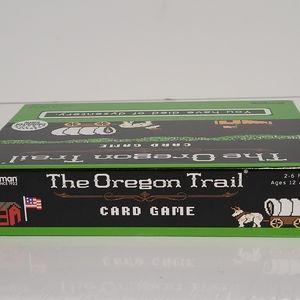 You have died of dysentery.
The Oregon Trail
CARD GAME
The Oregon Trail®
CARD GAME
2-6
Ages 12